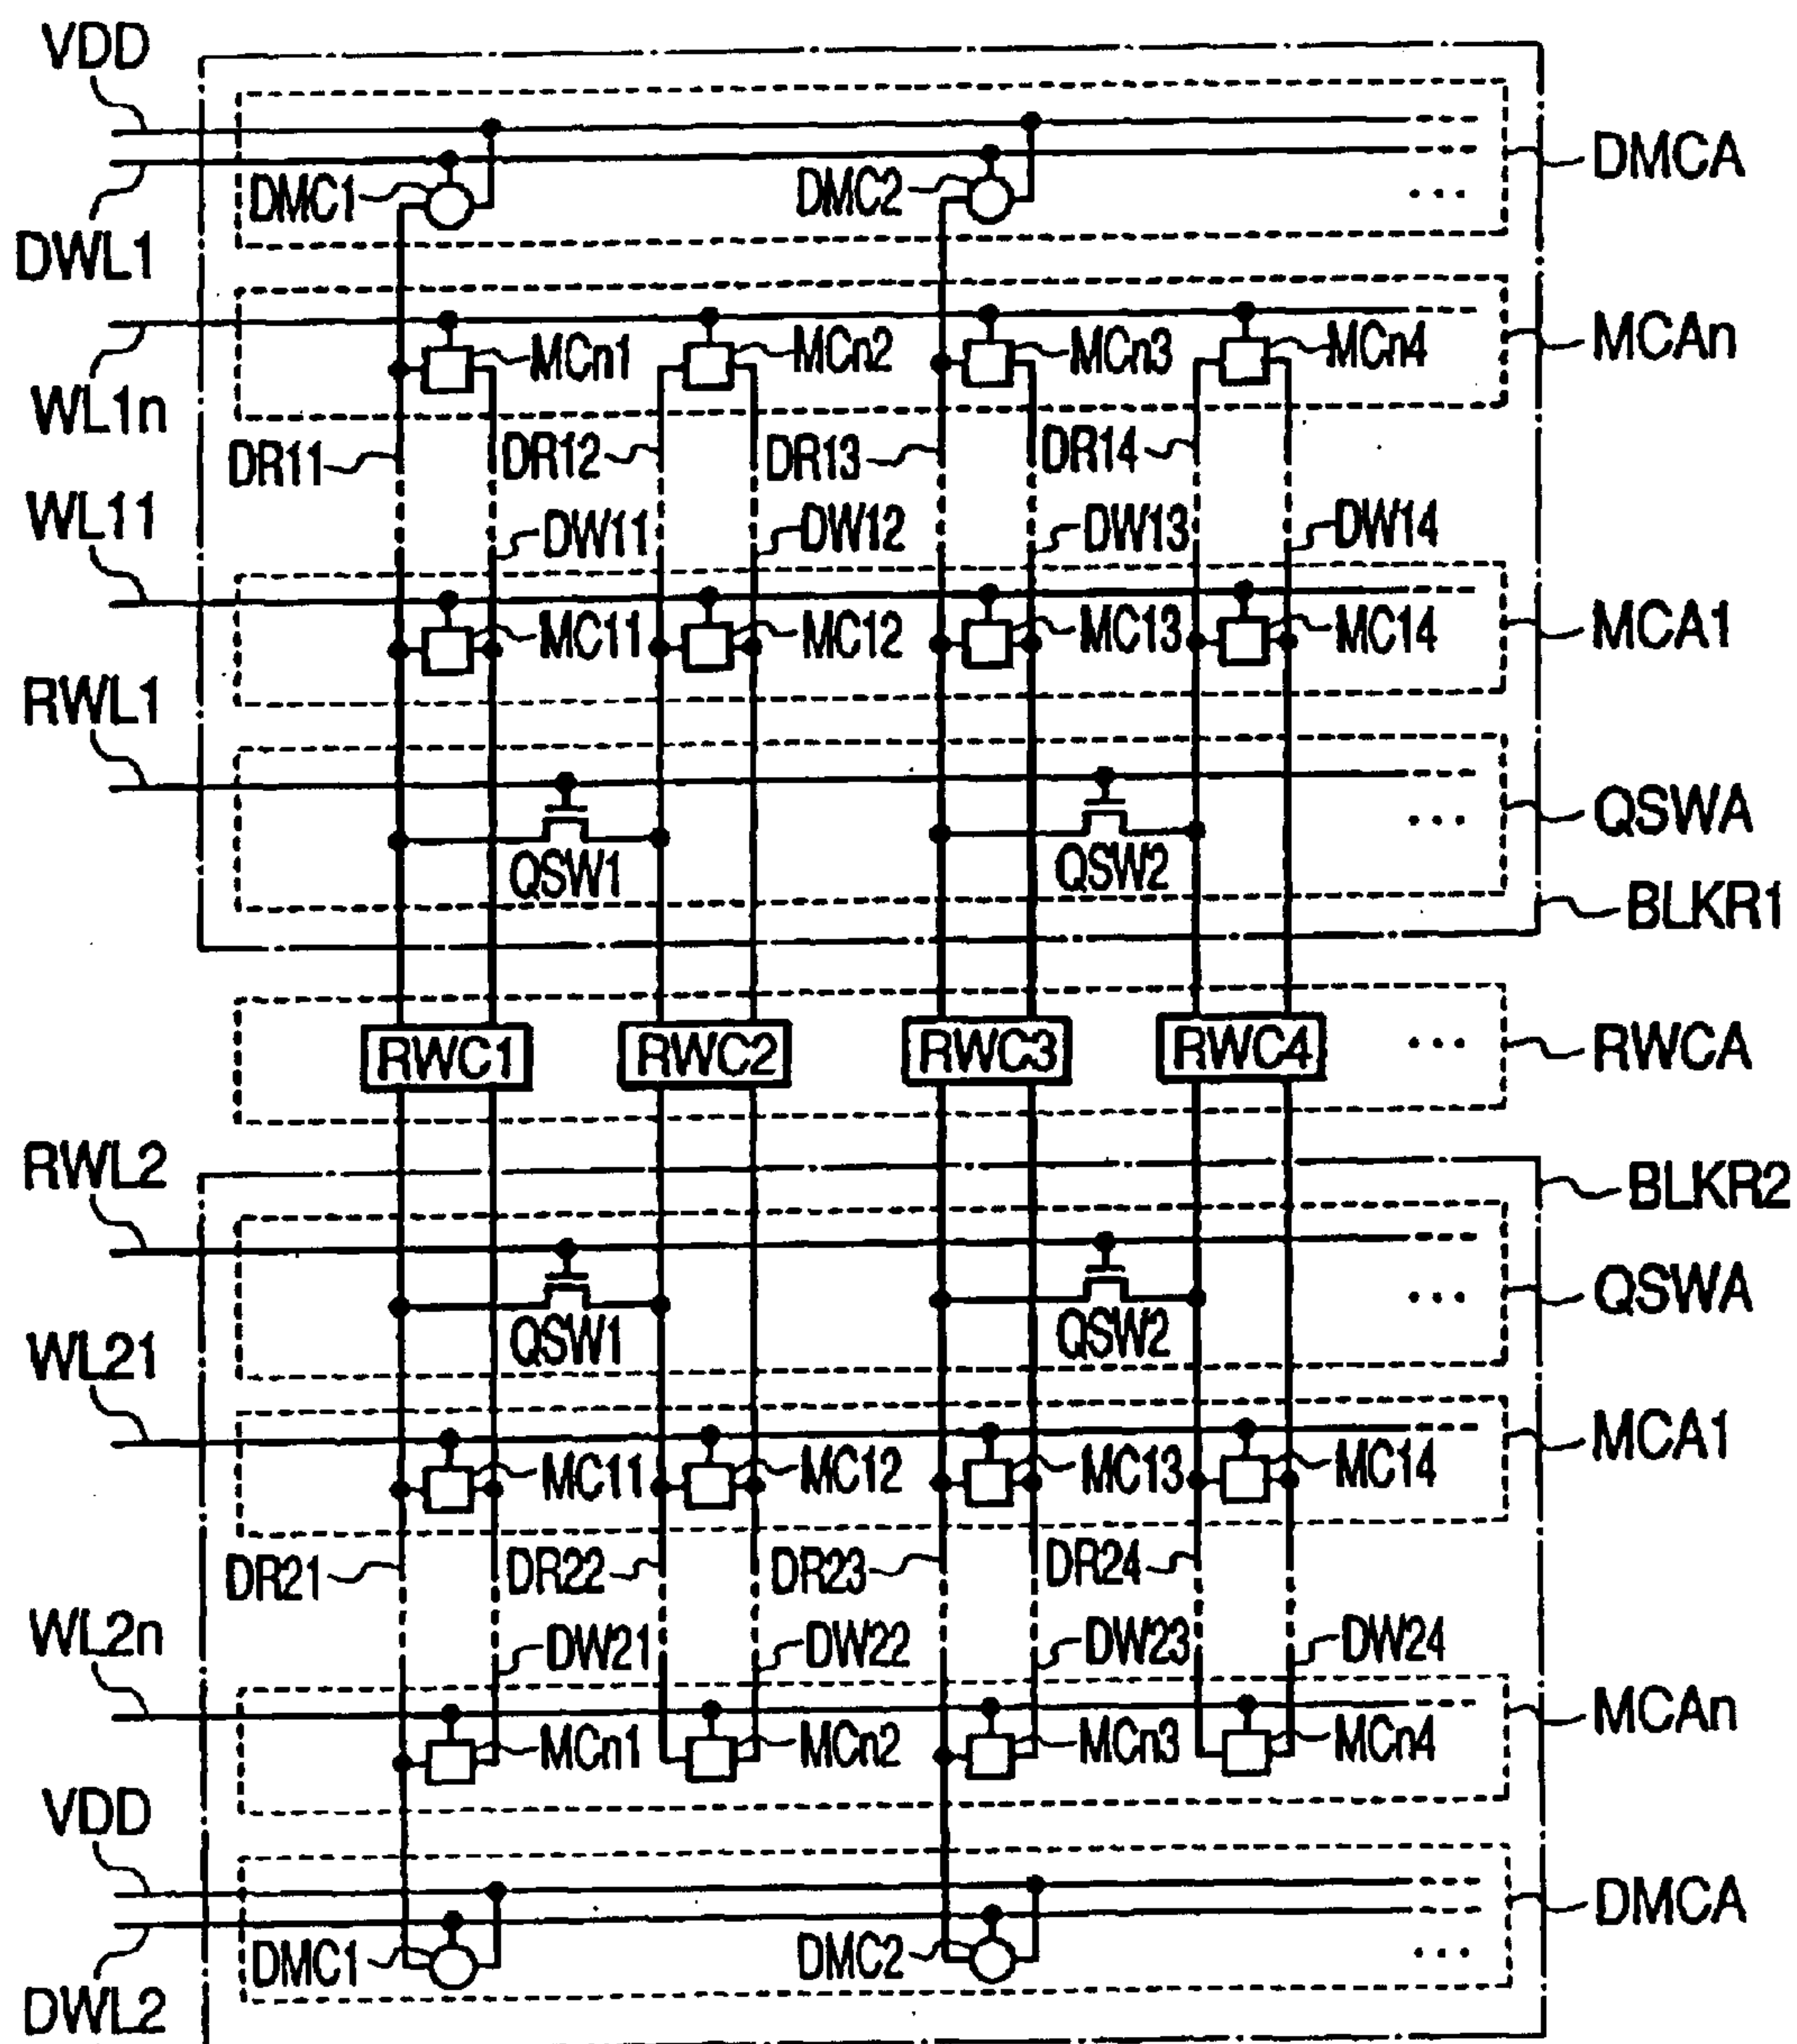 VDD
DMCA
DMC1 DMC2 ...
DWL1
MCn1 MCn2 MCn3 MCn4 MCAn
WL1n
DR11 DR12 DR13 DR14
WL11
DW11 DW12 DW13 DW14
MC11 MC12 MC13 MC14 MCA1
RWL1
... QSWA
QSW1 QSW2
BLKR1
RWC1 RWC2 RWC3 RWC4 ... RWCA
RWL2
BLKR2
... QSWA
QSW1 QSW2
WL21
MCA1
MC11 MC12 MC13 MC14
DR21 DR22 DR23 DR24
WL2n
DW21 DW22 DW23 DW24
MCAn
MCn1 MCn2 MCn3 MCn4
VDD
DMCA
DMC1 DMC2 ...
DWL2